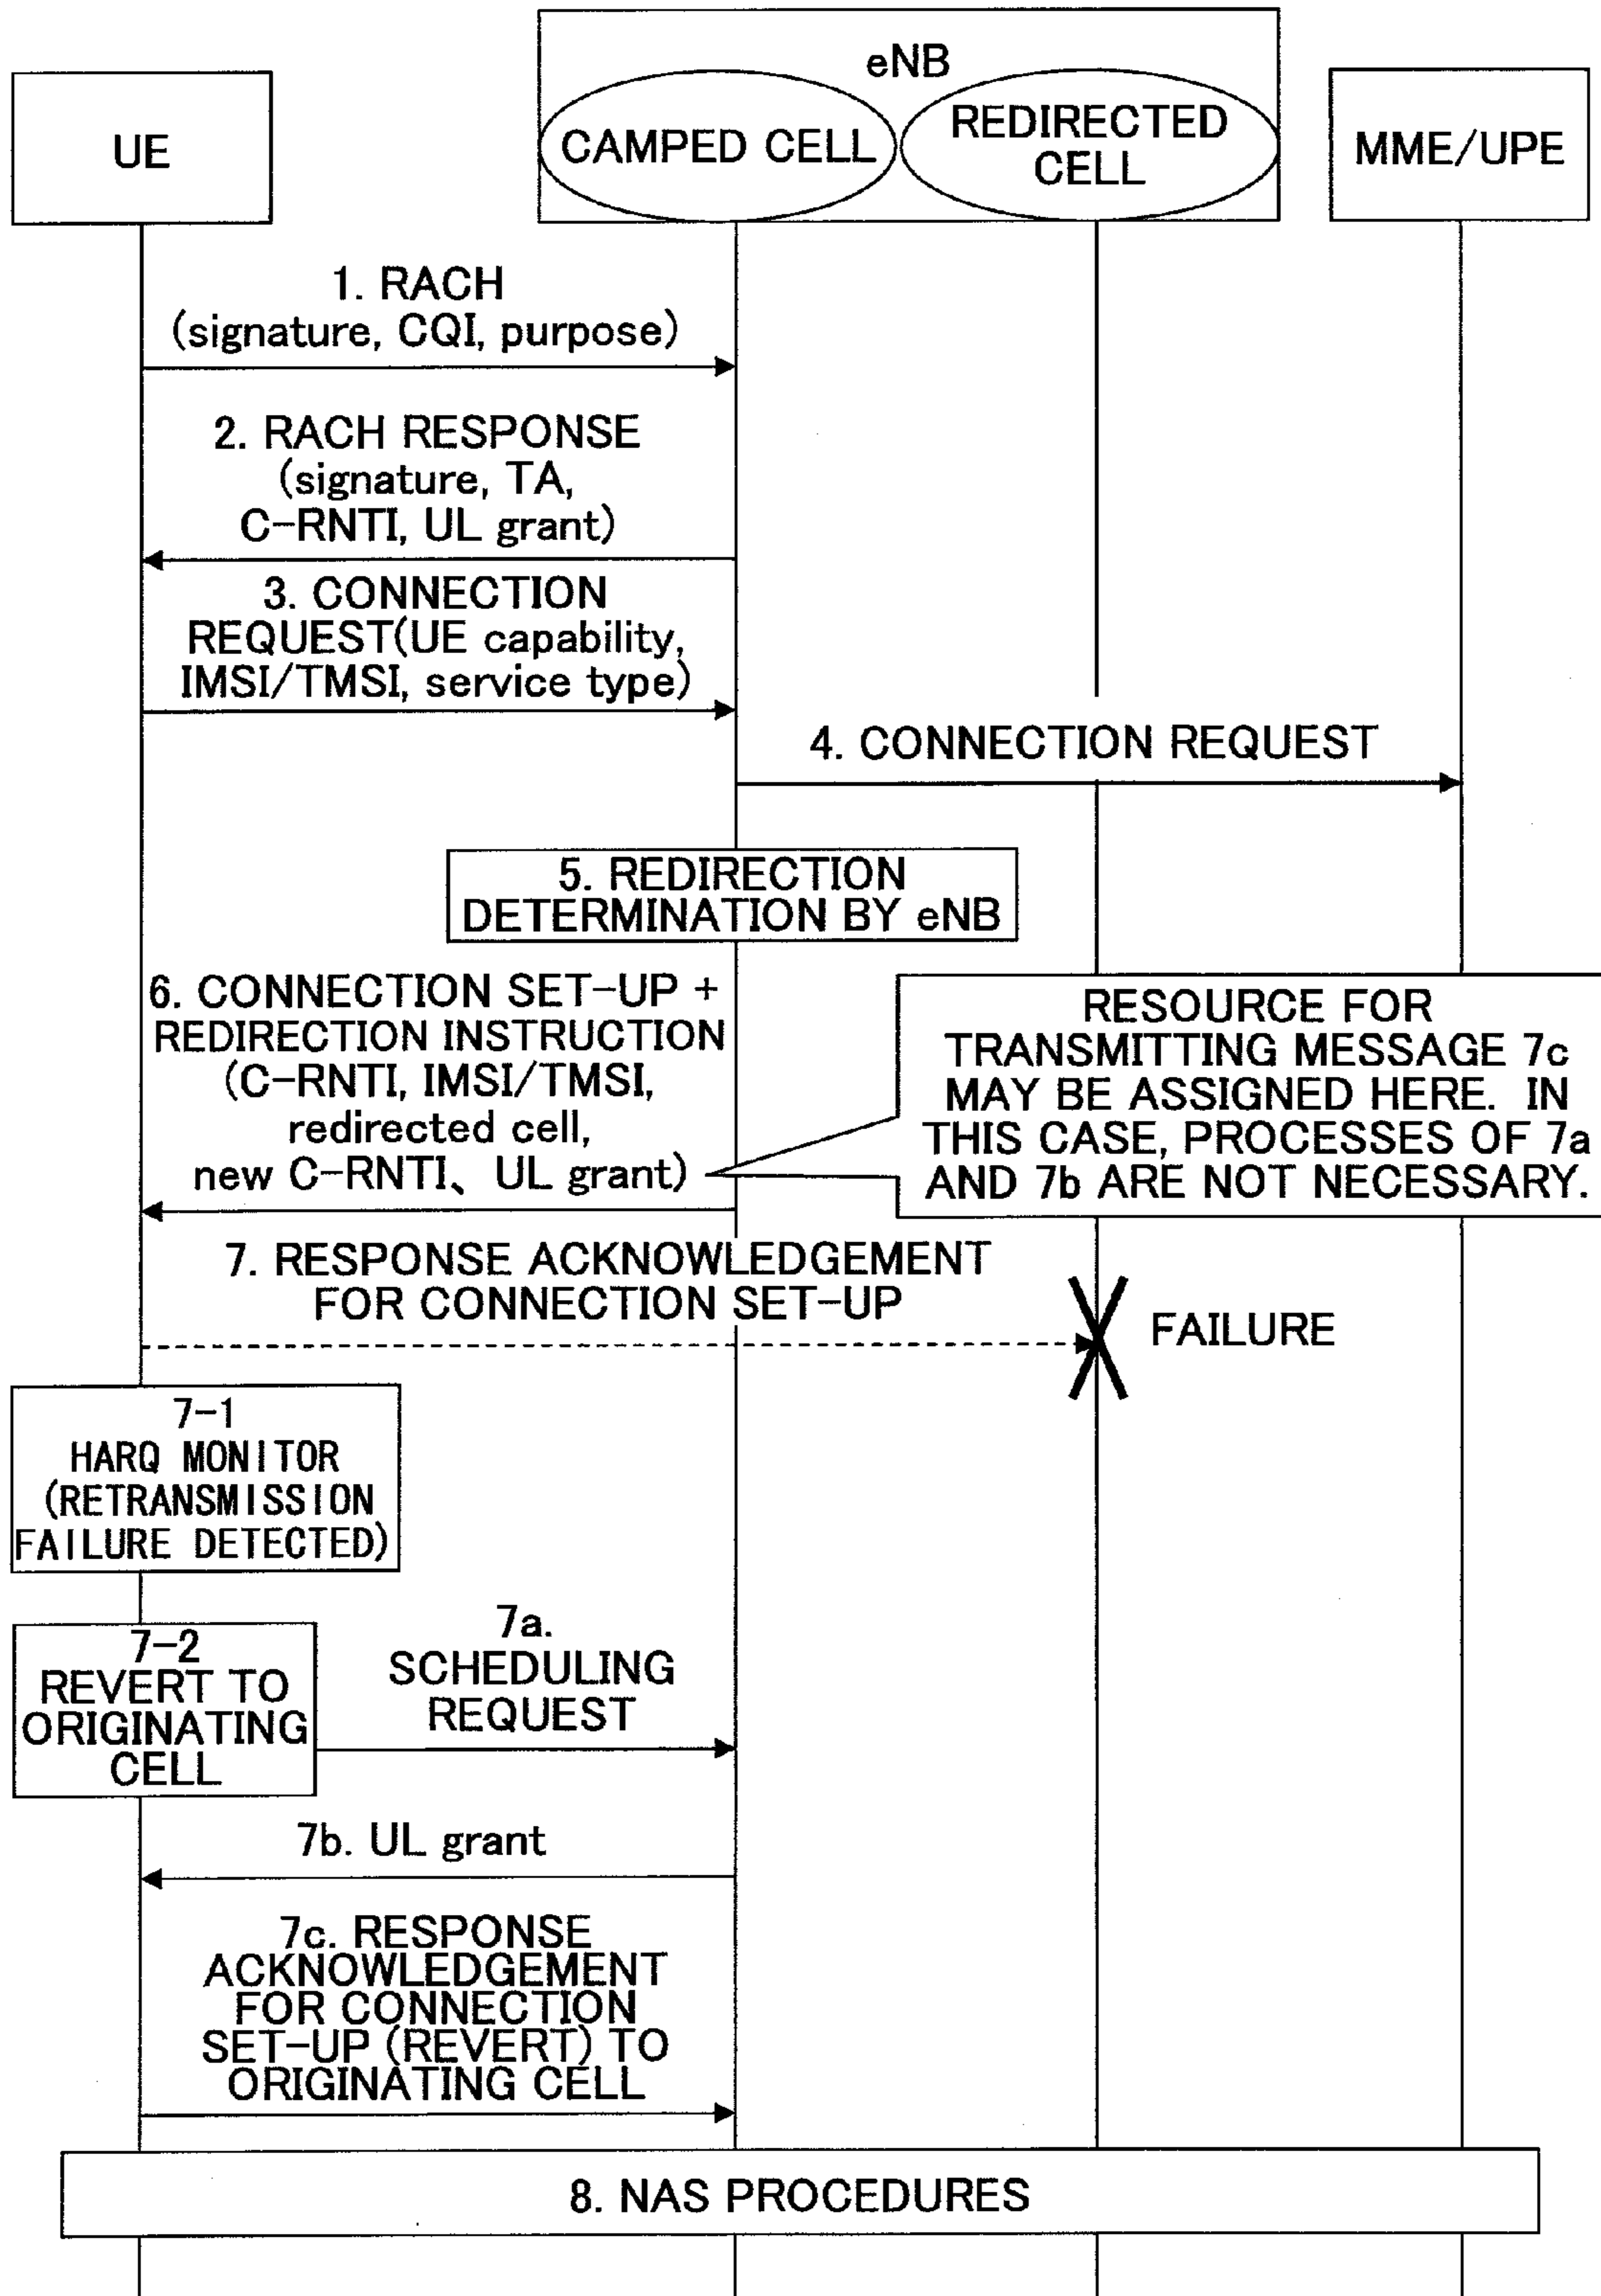 eNB
UE
CAMPED CELL
REDIRECTED
CELL
MME/UPE
1. RACH
(signature, CQI, purpose)
2. RACH RESPONSE
(signature, TA,
C-RNTI, UL grant)
3. CONNECTION
REQUEST(UE capability,
IMSI/TMSI, service type)
4. CONNECTION REQUEST
5. REDIRECTION
DETERMINATION BY eNB
6. CONNECTION SET-UP +
REDIRECTION INSTRUCTION
(C-RNTI, IMSI/TMSI,
redirected cell,
new C-RNTI、 UL grant)
RESOURCE FOR
TRANSMITTING MESSAGE 7c
MAY BE ASSIGNED HERE. IN
THIS CASE, PROCESSES OF 7a
AND 7b ARE NOT NECESSARY.
7. RESPONSE ACKNOWLEDGEMENT
FOR CONNECTION SET-UP
FAILURE
7-1
HARQ MONITOR
(RETRANSMISSION
FAILURE DETECTED)
7-2
REVERT TO
ORIGINATING
CELL
7a.
SCHEDULING
REQUEST
7b. UL grant
7c. RESPONSE
ACKNOWLEDGEMENT
FOR CONNECTION
SET-UP (REVERT) TO
ORIGINATING CELL
8. NAS PROCEDURES